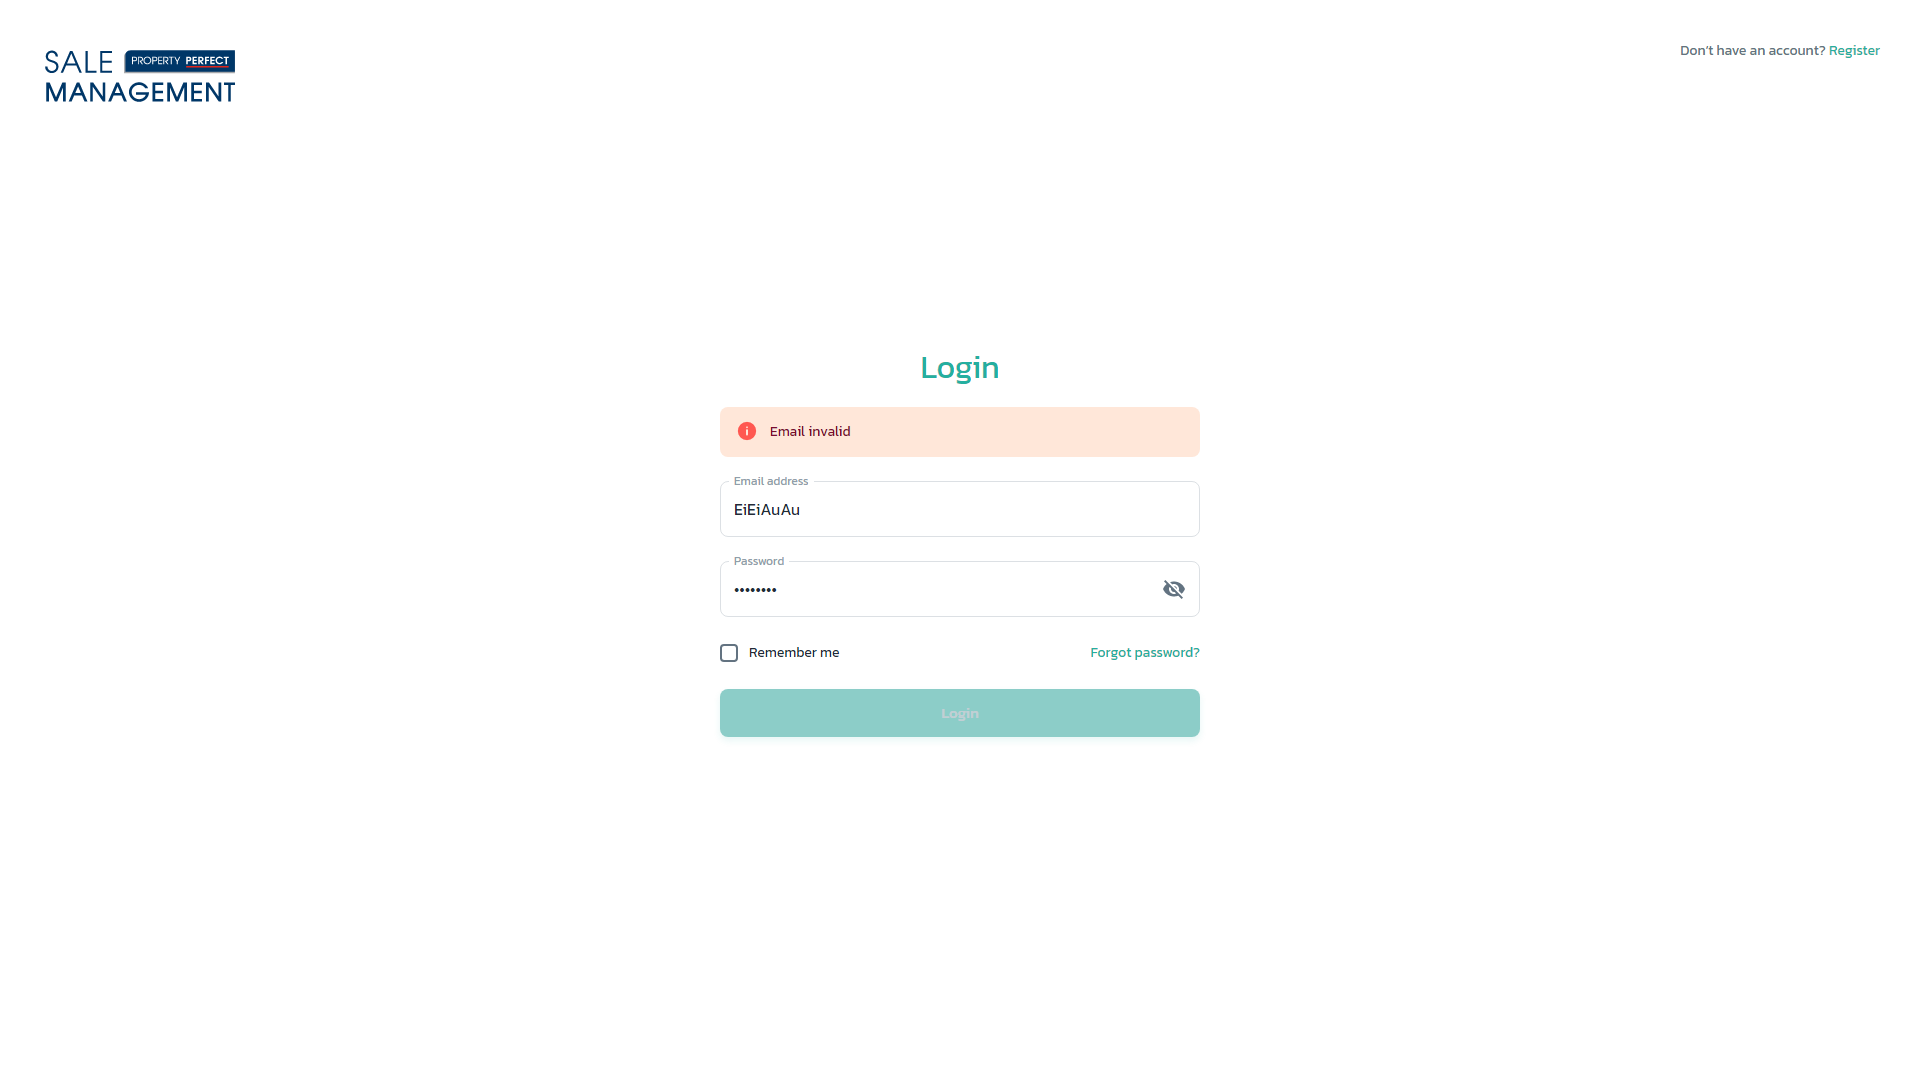 SALE PROPERTY PERFECT
MANAGEMENT
Don't have an account? Register
Login
Email invalid
Email address
EiEiAuAu
Password
••••••••
Remember me
Forgot password?
Login